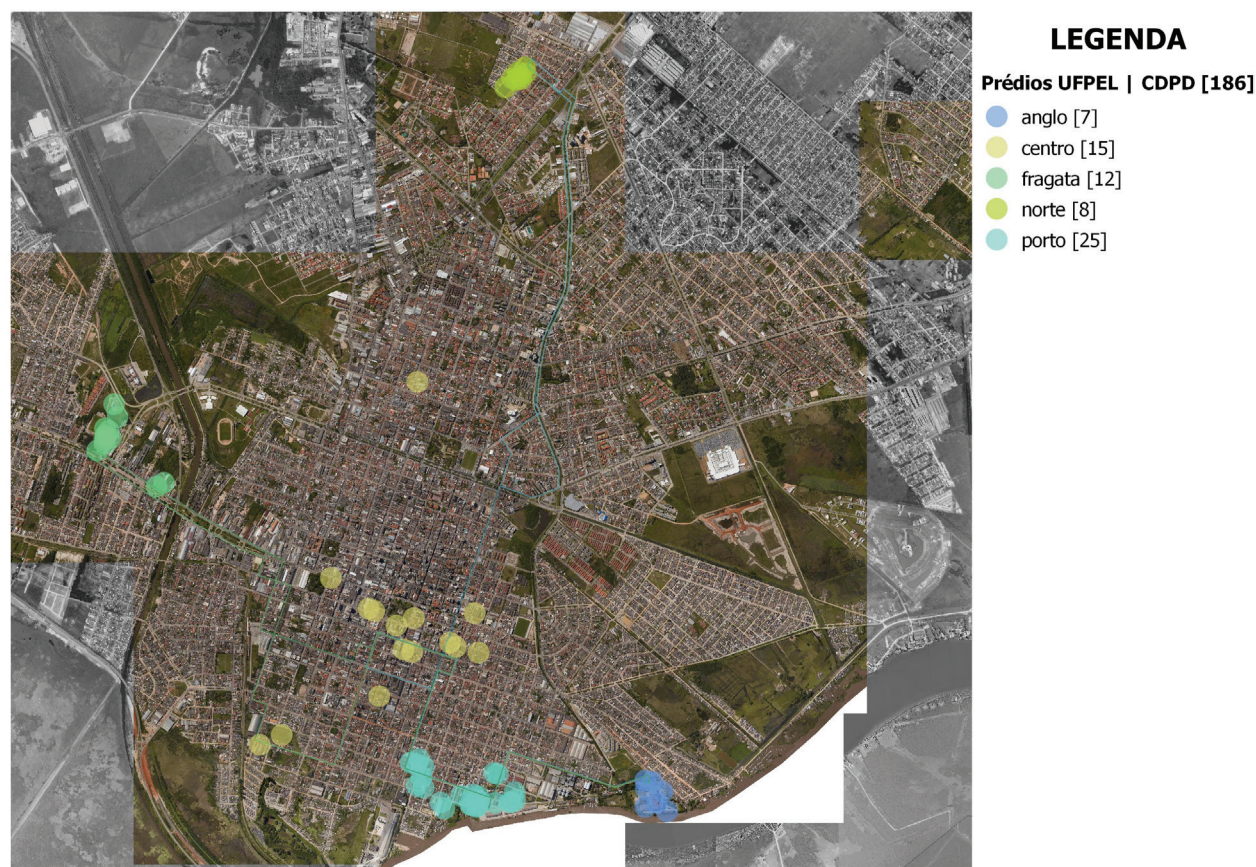 LEGENDA
Prédios UFPEL | CDPD [186]
anglo [7]
centro [15]
fragata [12]
norte [8]
porto [25]